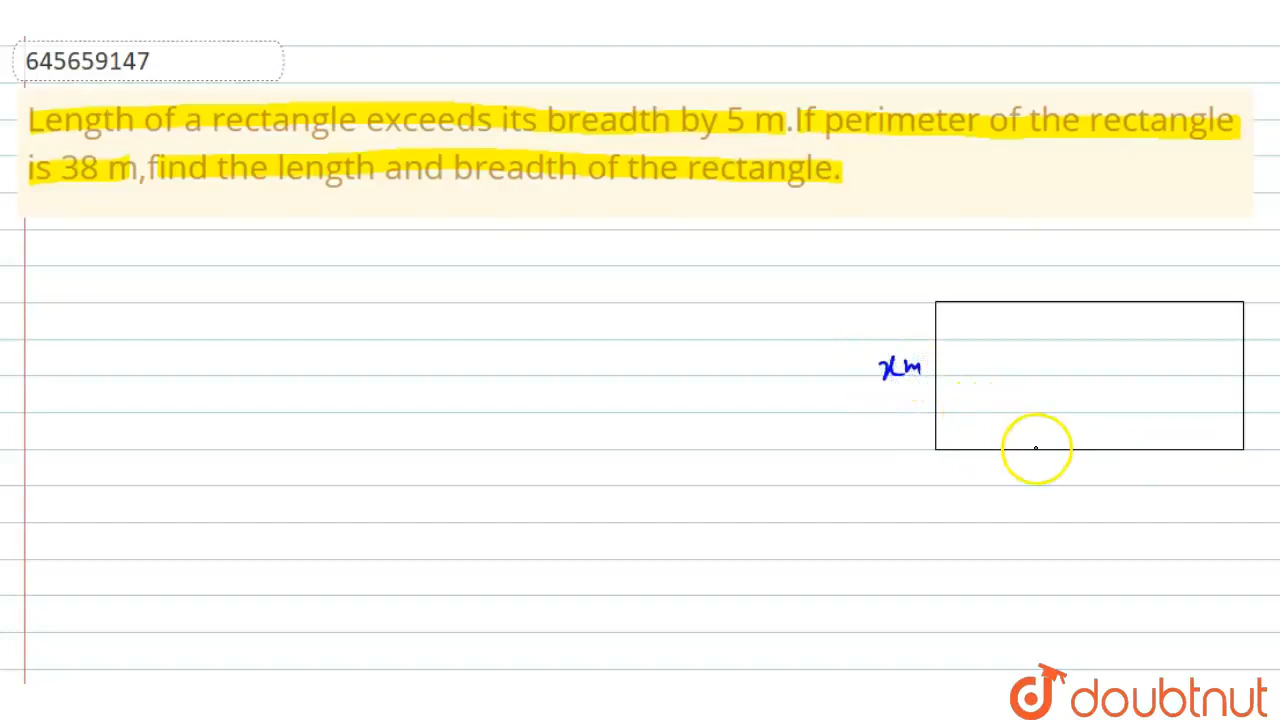 645659147
Length of a rectangle exceeds its breadth by 5 m.If perimeter of the rectangle
is 38 m,find the length and breadth of the rectangle.
xm
doubtnut